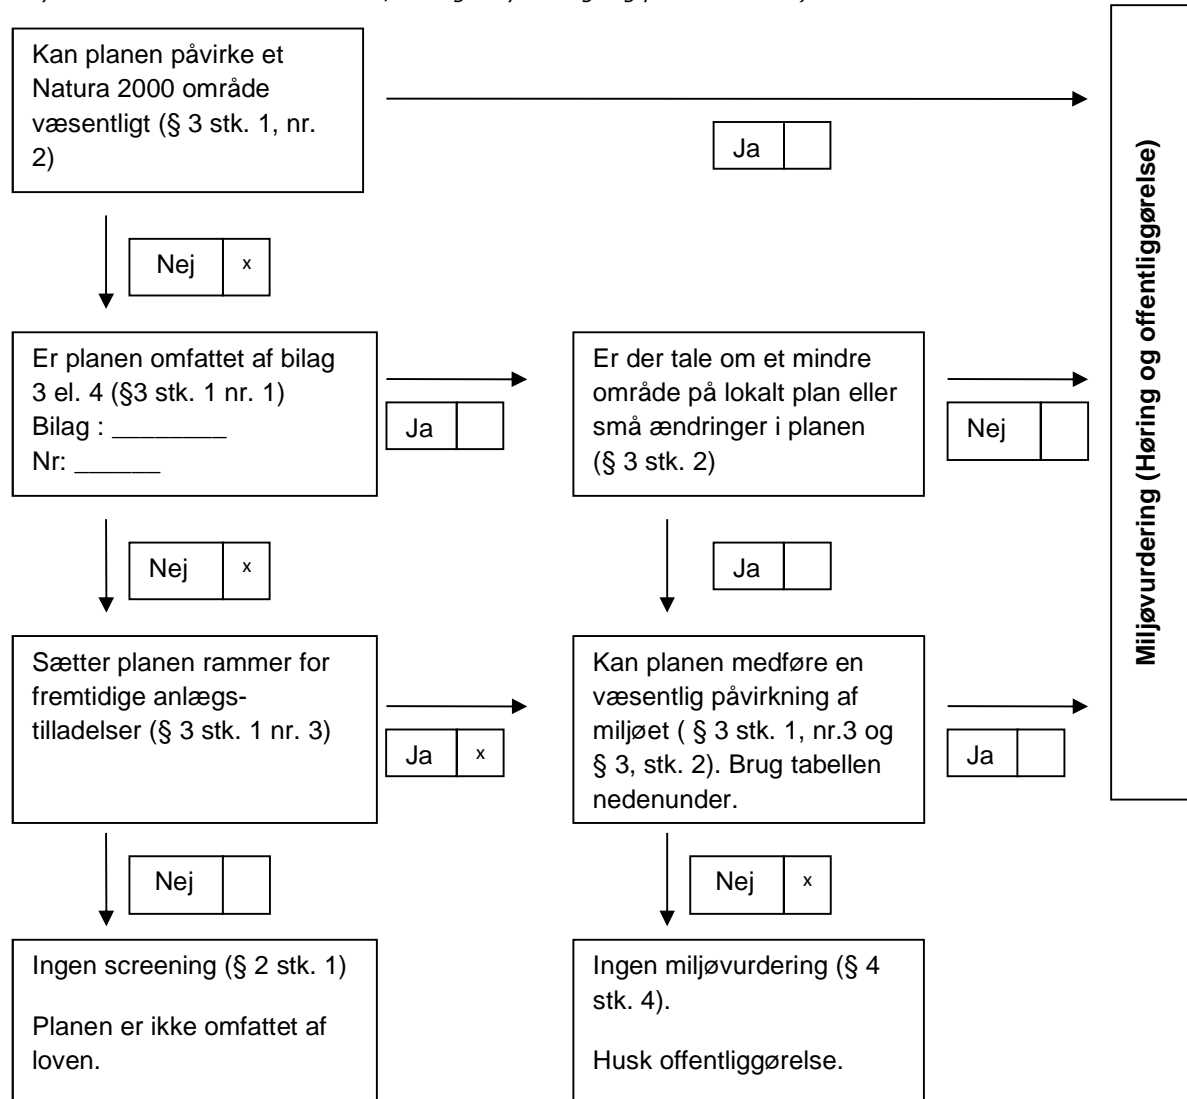 Kan planen påvirke et
Natura 2000 område
væsentligt (§ 3 stk. 1, nr.
2)
Ja
Nej x
Er planen omfattet af bilag
3 el. 4 (§3 stk. 1 nr. 1)
Bilag : ________
Nr: ______
Ja
Er der tale om et mindre
område på lokalt plan eller
små ændringer i planen
(§ 3 stk. 2)
Nej
Nej x
Ja
Sætter planen rammer for
fremtidige anlægs-
tilladelser (§ 3 stk. 1 nr. 3)
Ja x
Kan planen medføre en
væsentlig påvirkning af
miljøet ( § 3 stk. 1, nr.3 og
§ 3, stk. 2). Brug tabellen
nedenunder.
Ja
Nej
Nej x
Ingen screening (§ 2 stk. 1)
Planen er ikke omfattet af
loven.
Ingen miljøvurdering (§ 4
stk. 4).
Husk offentliggørelse.
Miljøvurdering (Høring og offentliggørelse)